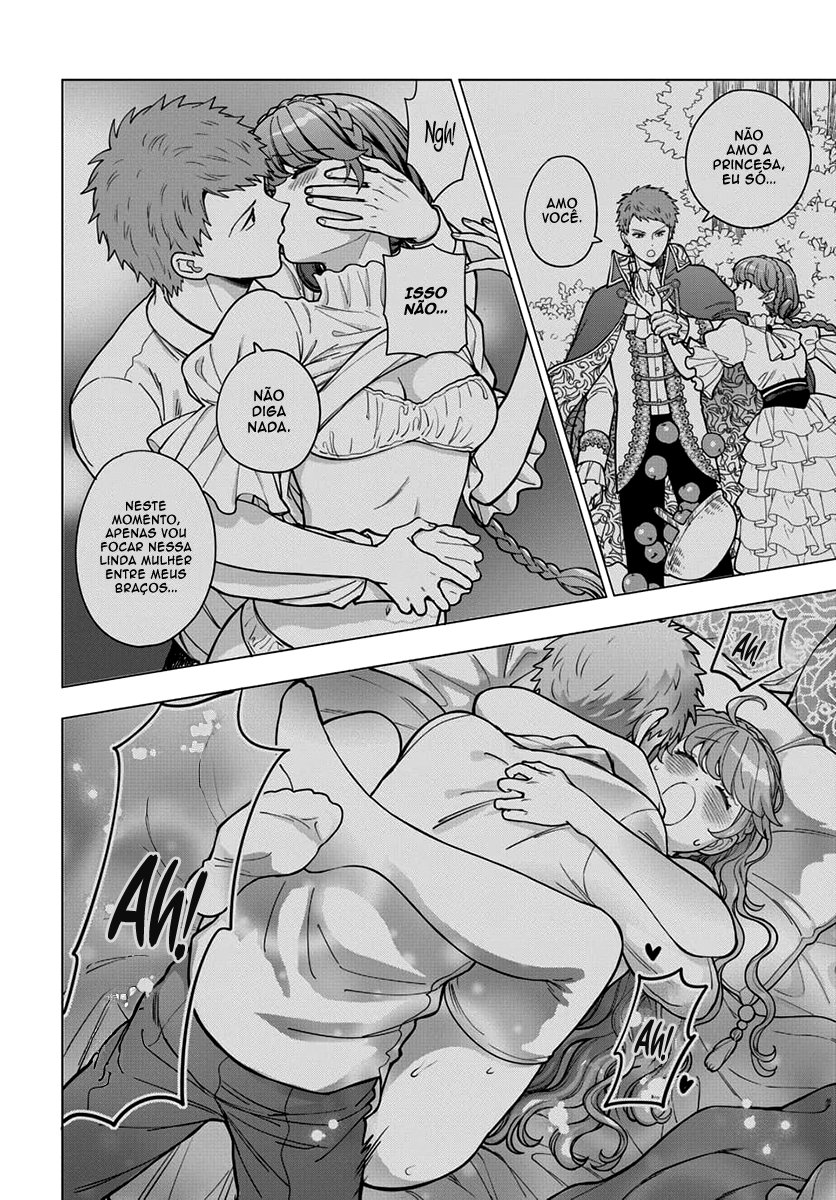 NÃO
AMO A
PRINCESA,
EU SÓ...
AMO
VOCÊ.
Ngh!
ISSO
NÃO...
NÃO
DIGA
NADA.
NESTE
MOMENTO,
APENAS VOU
FOCAR NESSA
LINDA MULHER
ENTRE MEUS
BRAÇOS...
Ah!
Ah!
Ah!